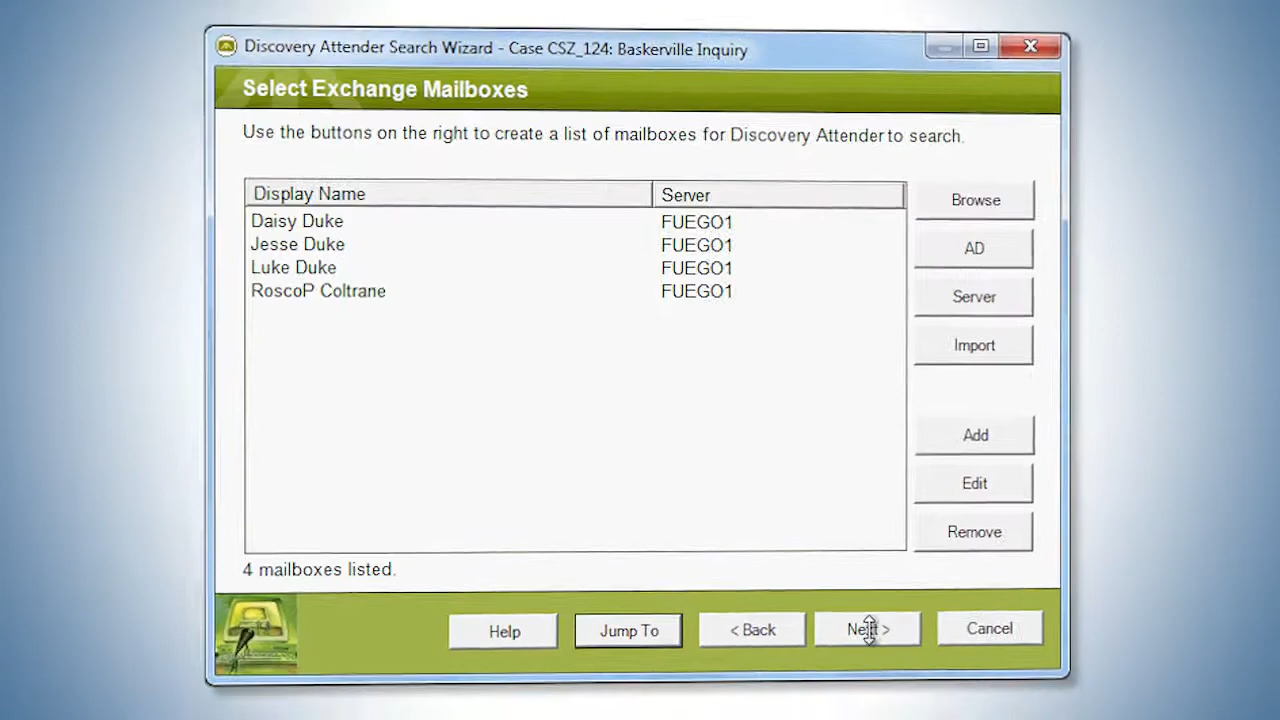 Discovery Attender Search Wizard - Case CSZ_124: Baskerville Inquiry
Select Exchange Mailboxes
Use the buttons on the right to create a list of mailboxes for Discovery Attender to search.
Display Name Server
Daisy Duke FUEGO1
Jesse Duke FUEGO1
Luke Duke FUEGO1
RoscoP Coltrane FUEGO1
Browse
AD
Server
Import
Add
Edit
Remove
4 mailboxes listed.
Help Jump To < Back Next > Cancel